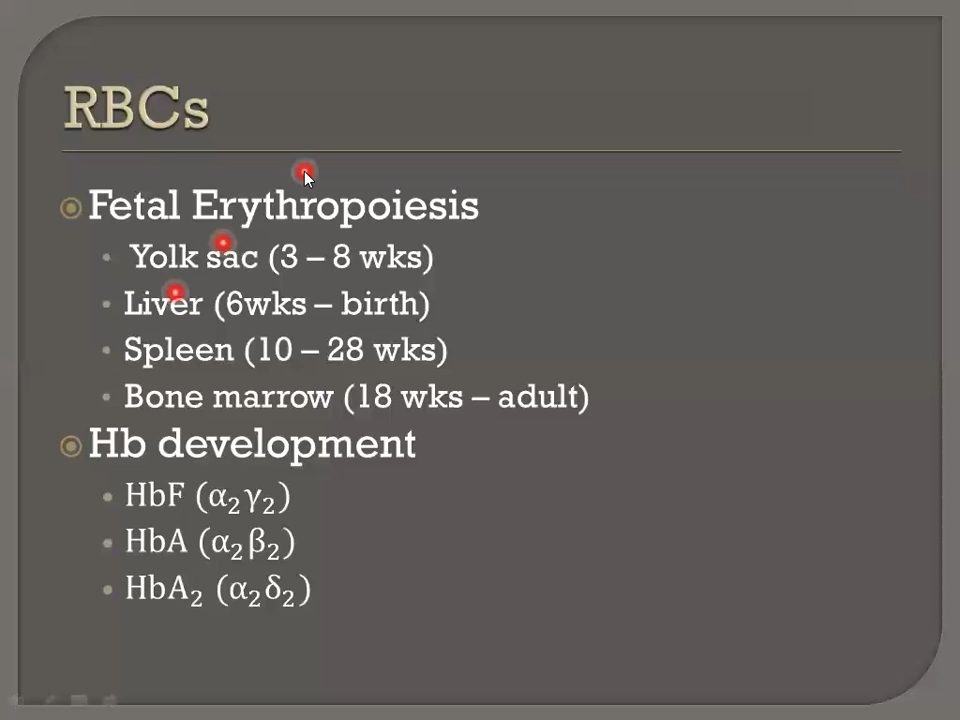 RBCs
Fetal Erythropoiesis
Yolk sac (3 – 8 wks)
Liver (6wks – birth)
Spleen (10 – 28 wks)
Bone marrow (18 wks – adult)
Hb development
HbF (α₂γ₂)
HbA (α₂β₂)
HbA₂ (α₂δ₂)